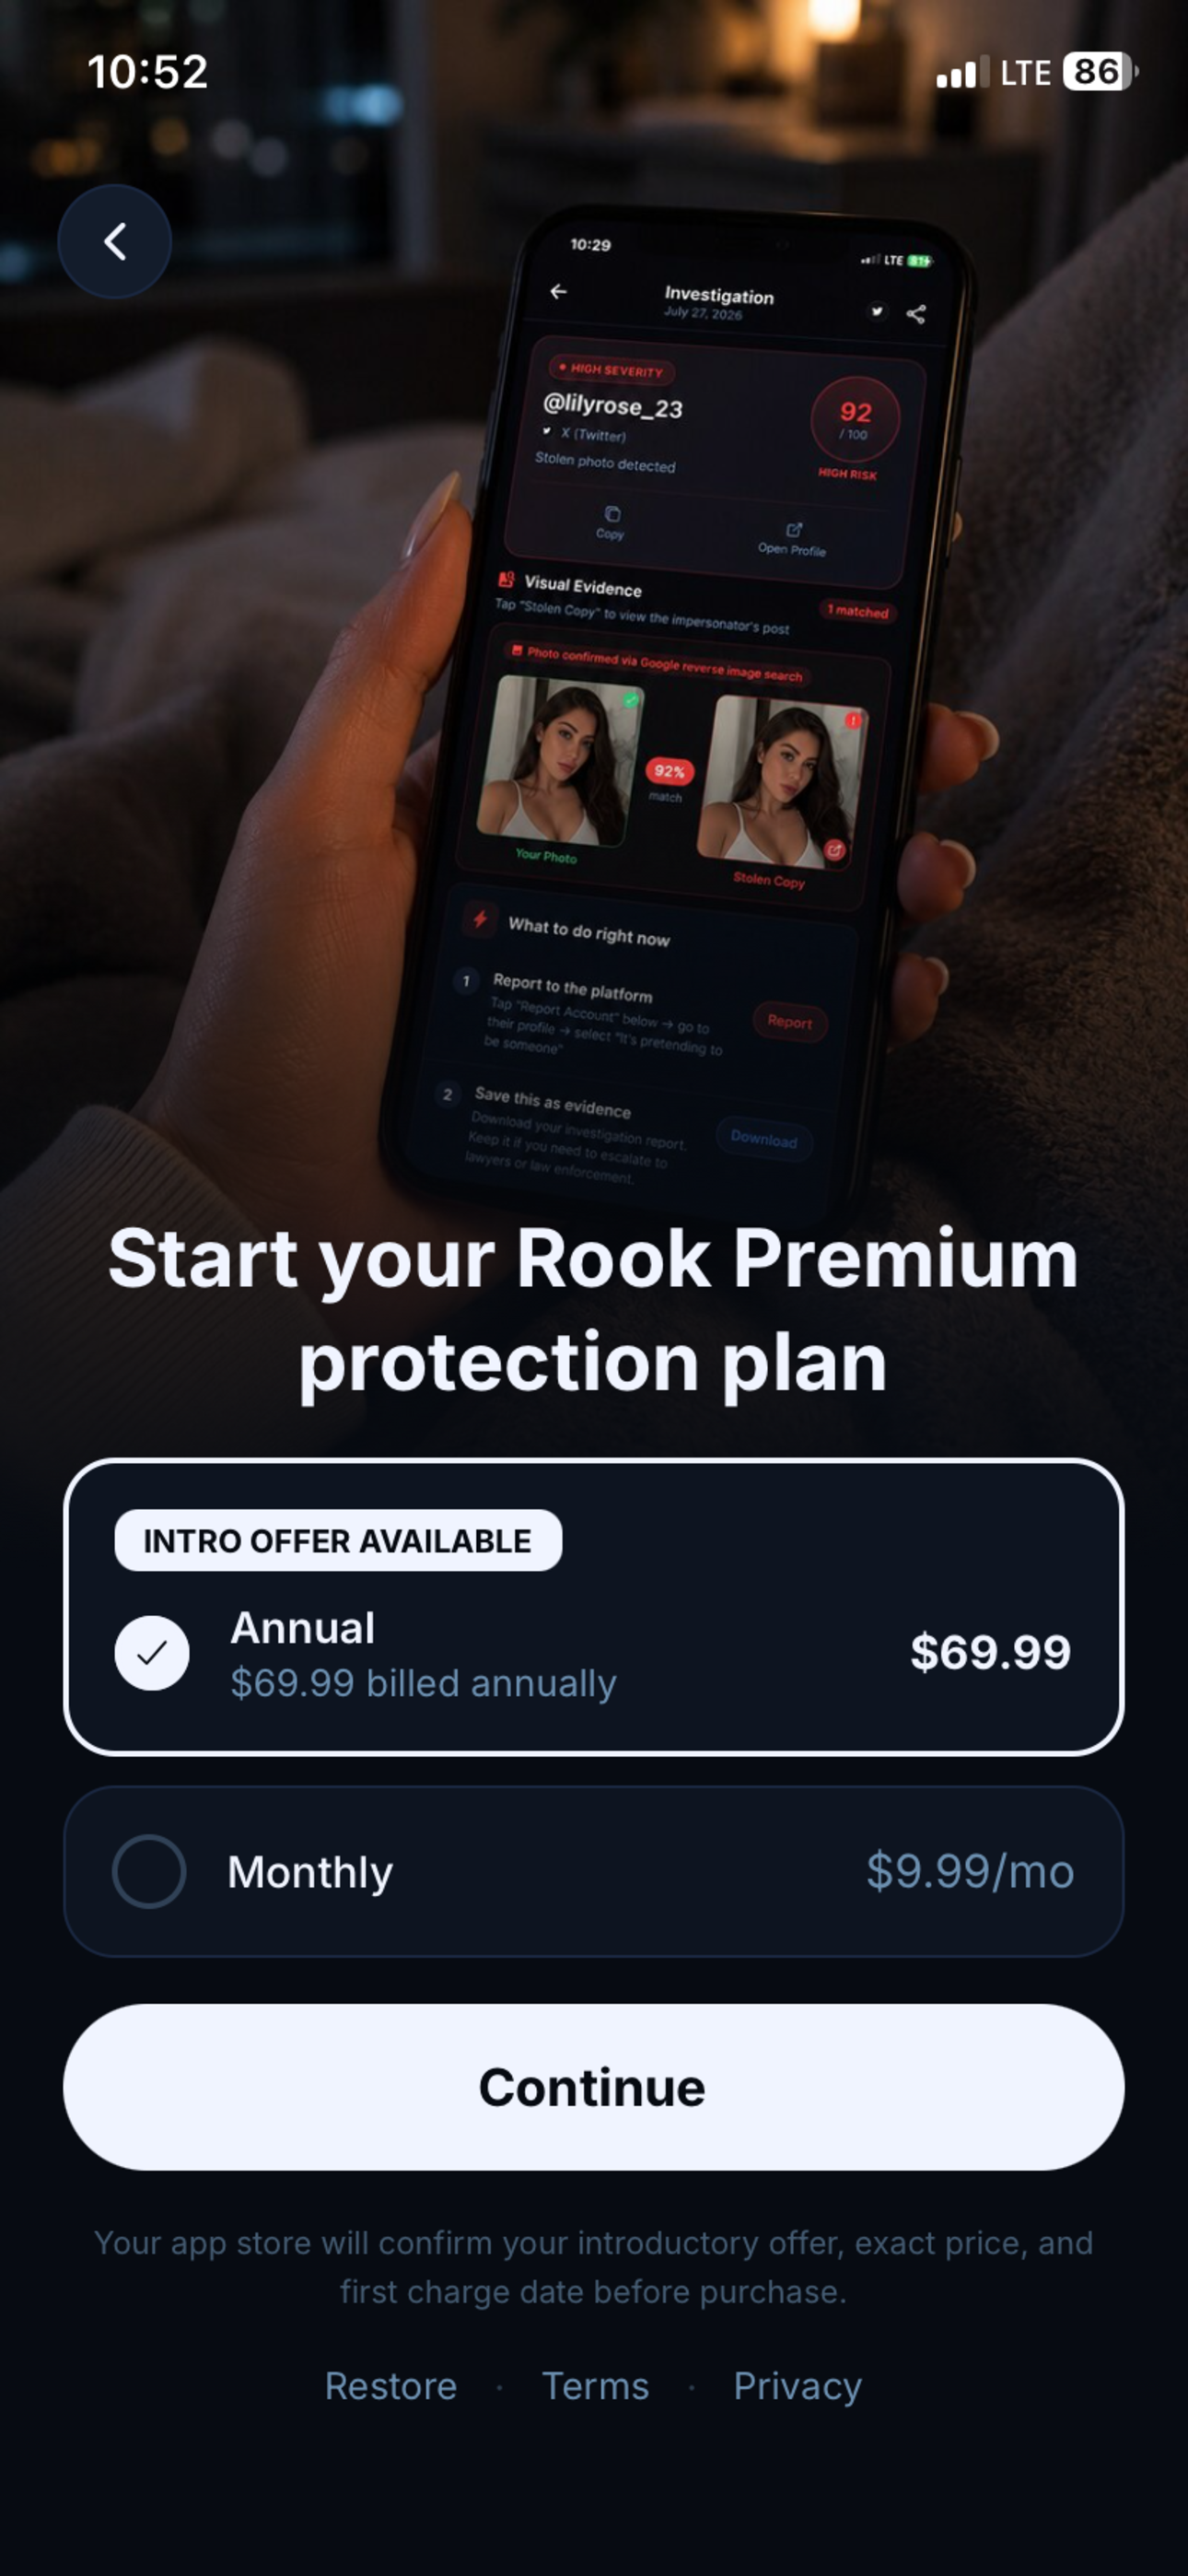 10:52
LTE 86
10:29
LTE
Investigation
July 27, 2026
HIGH SEVERITY
@lilyrose_23
X (Twitter)
Stolen photo detected
92
/ 100
HIGH RISK
Copy
Open Profile
Visual Evidence
1 matched
Tap "Stolen Copy" to view the impersonator's post
Photo confirmed via Google reverse image search
92%
match
Your Photo
Stolen Copy
What to do right now
1
Report to the platform
Tap "Report Account" below → go to
their profile → select "It's pretending to
be someone"
Report
2
Save this as evidence
Download your investigation report.
Keep it if you need to escalate to
lawyers or law enforcement.
Download
Start your Rook Premium
protection plan
INTRO OFFER AVAILABLE
Annual
$69.99 billed annually
$69.99
Monthly
$9.99/mo
Continue
Your app store will confirm your introductory offer, exact price, and
first charge date before purchase.
Restore · Terms · Privacy